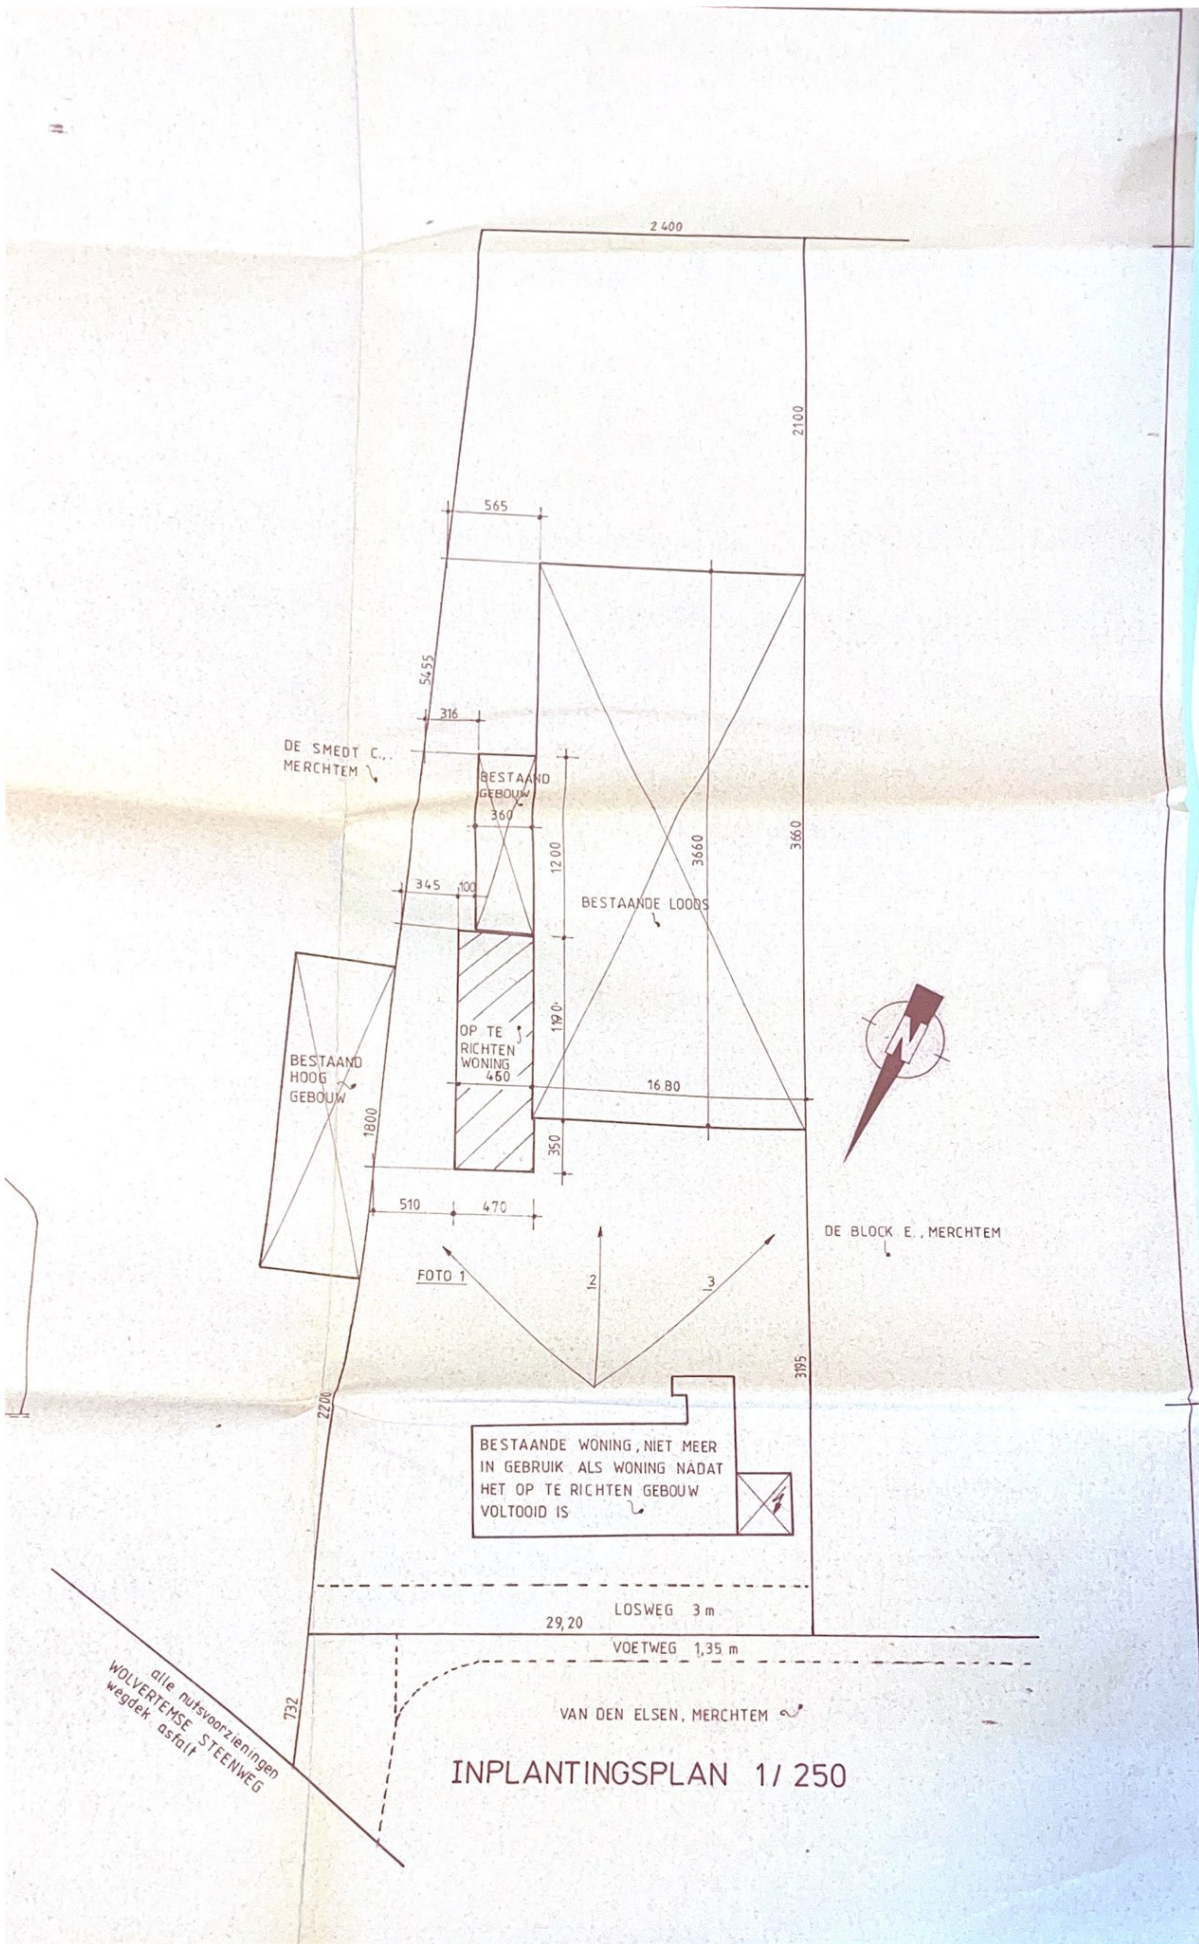 2 400
2100
565
5455
316
DE SMEDT C.,
MERCHTEM
BESTAAND
GEBOUW
360
1200
3660
3660
345
100
BESTAANDE LOODS
N
OP TE
RICHTEN
WONING
460
1190
1680
BESTAAND
HOOG
GEBOUW
1800
350
510
470
DE BLOCK E., MERCHTEM
FOTO 1
2
3
3195
2200
BESTAANDE WONING, NIET MEER
IN GEBRUIK ALS WONING NADAT
HET OP TE RICHTEN GEBOUW
VOLTOOID IS
LOSWEG 3 m
29,20
VOETWEG 1,35 m
732
alle nutsvoorzieningen
WOLVERTEMSE STEENWEG
wegdek asfalt
VAN DEN ELSEN, MERCHTEM
INPLANTINGSPLAN 1/ 250